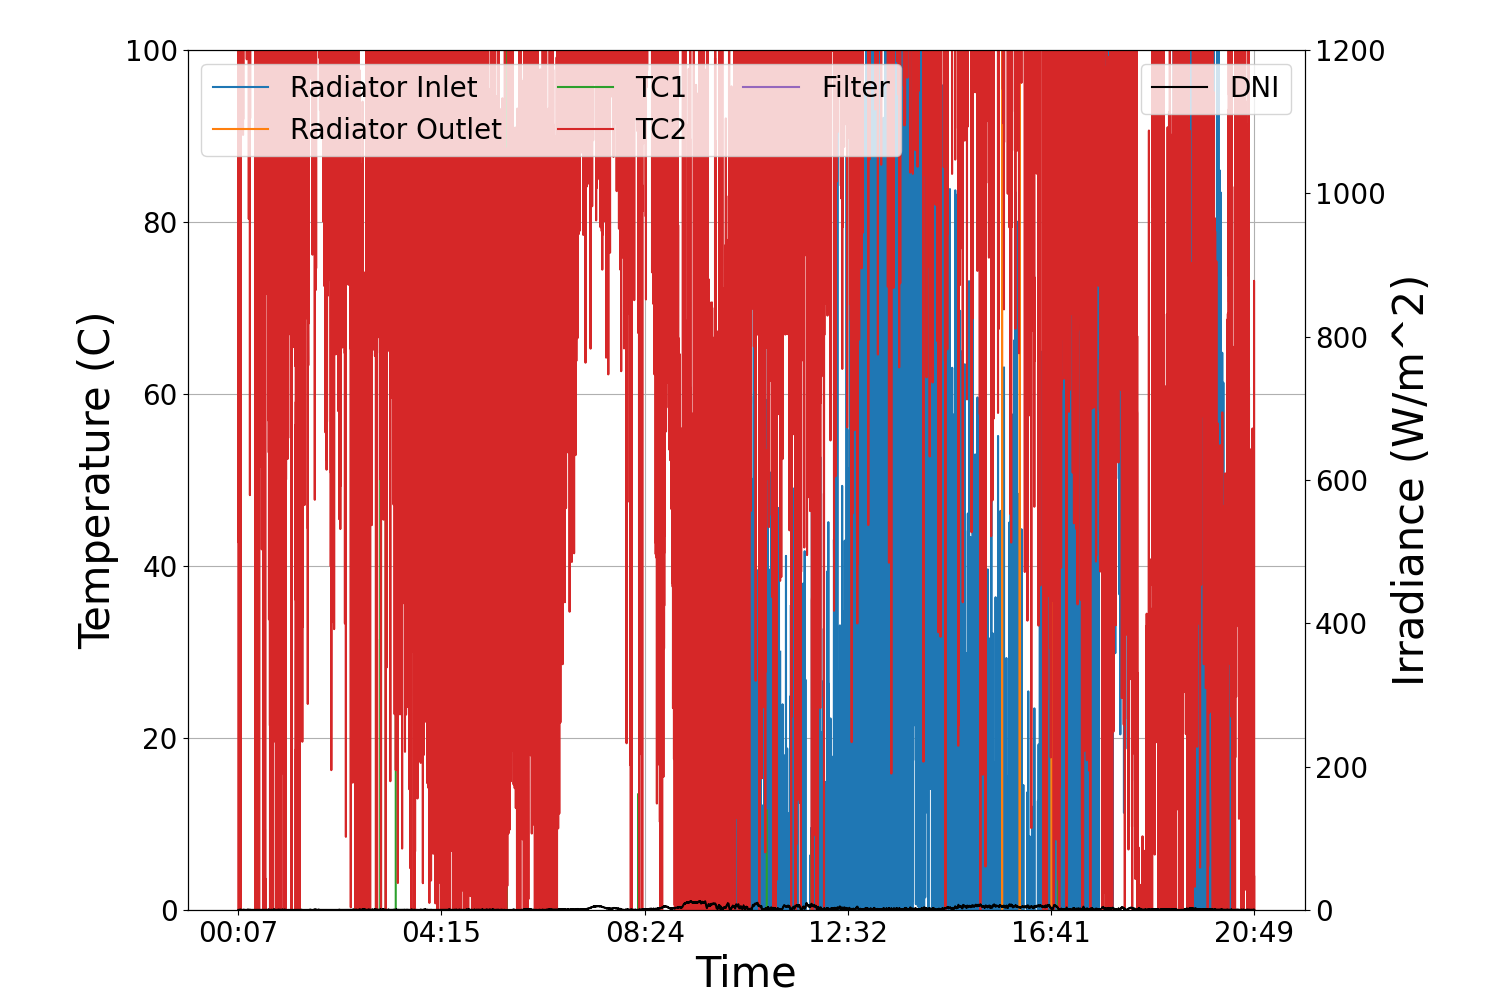 Radiator Inlet
Radiator Outlet
TC1
TC2
Filter
DNI
100
80
60
40
20
0
Temperature (C)
1200
1000
800
600
400
200
0
Irradiance (W/m^2)
00:07 04:15 08:24 12:32 16:41 20:49
Time